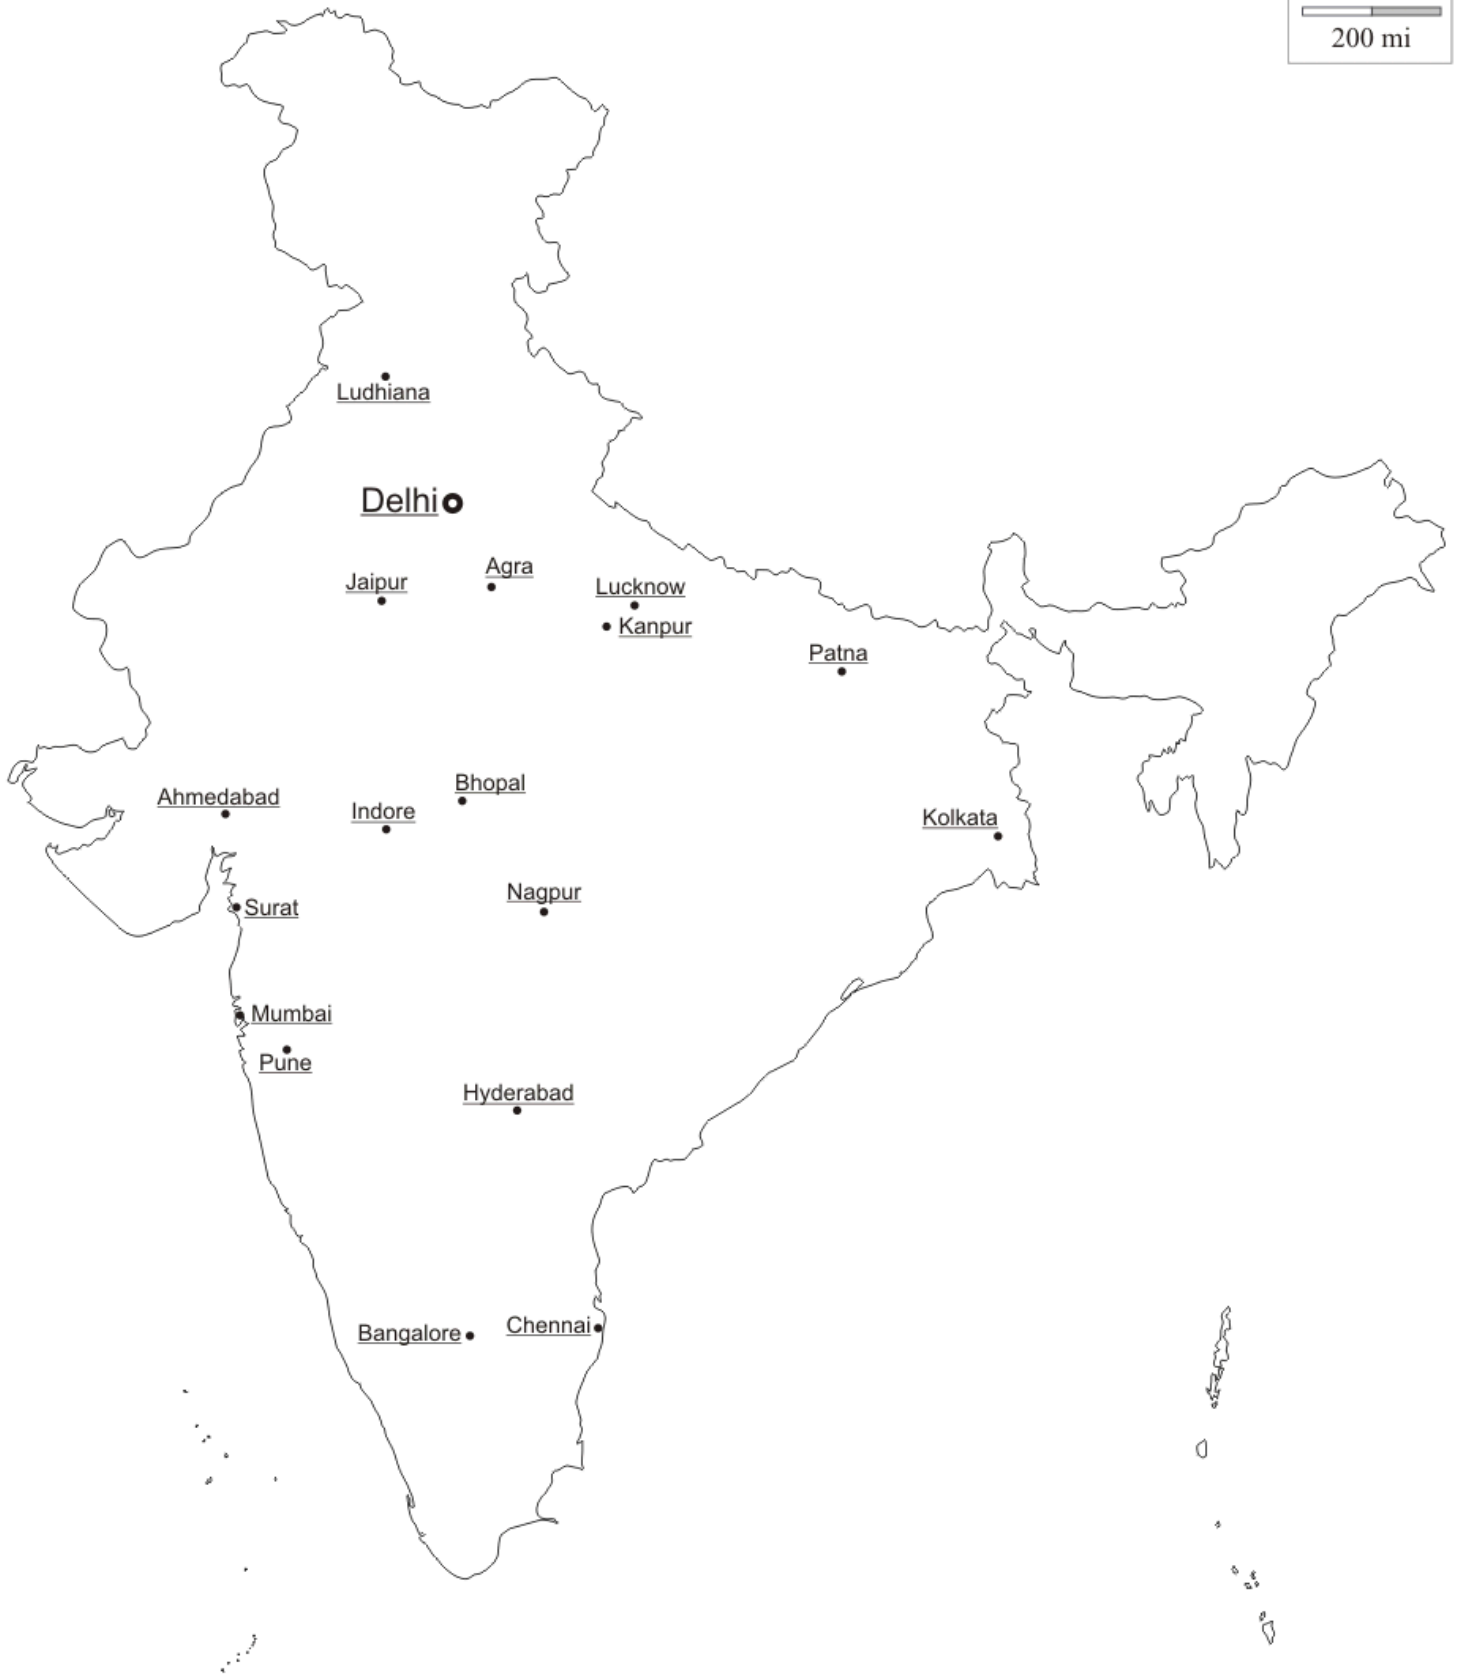 200 mi
Ludhiana
Delhi
Agra
Jaipur
Lucknow
Kanpur
Patna
Bhopal
Ahmedabad
Indore
Kolkata
Nagpur
Surat
Mumbai
Pune
Hyderabad
Chennai
Bangalore